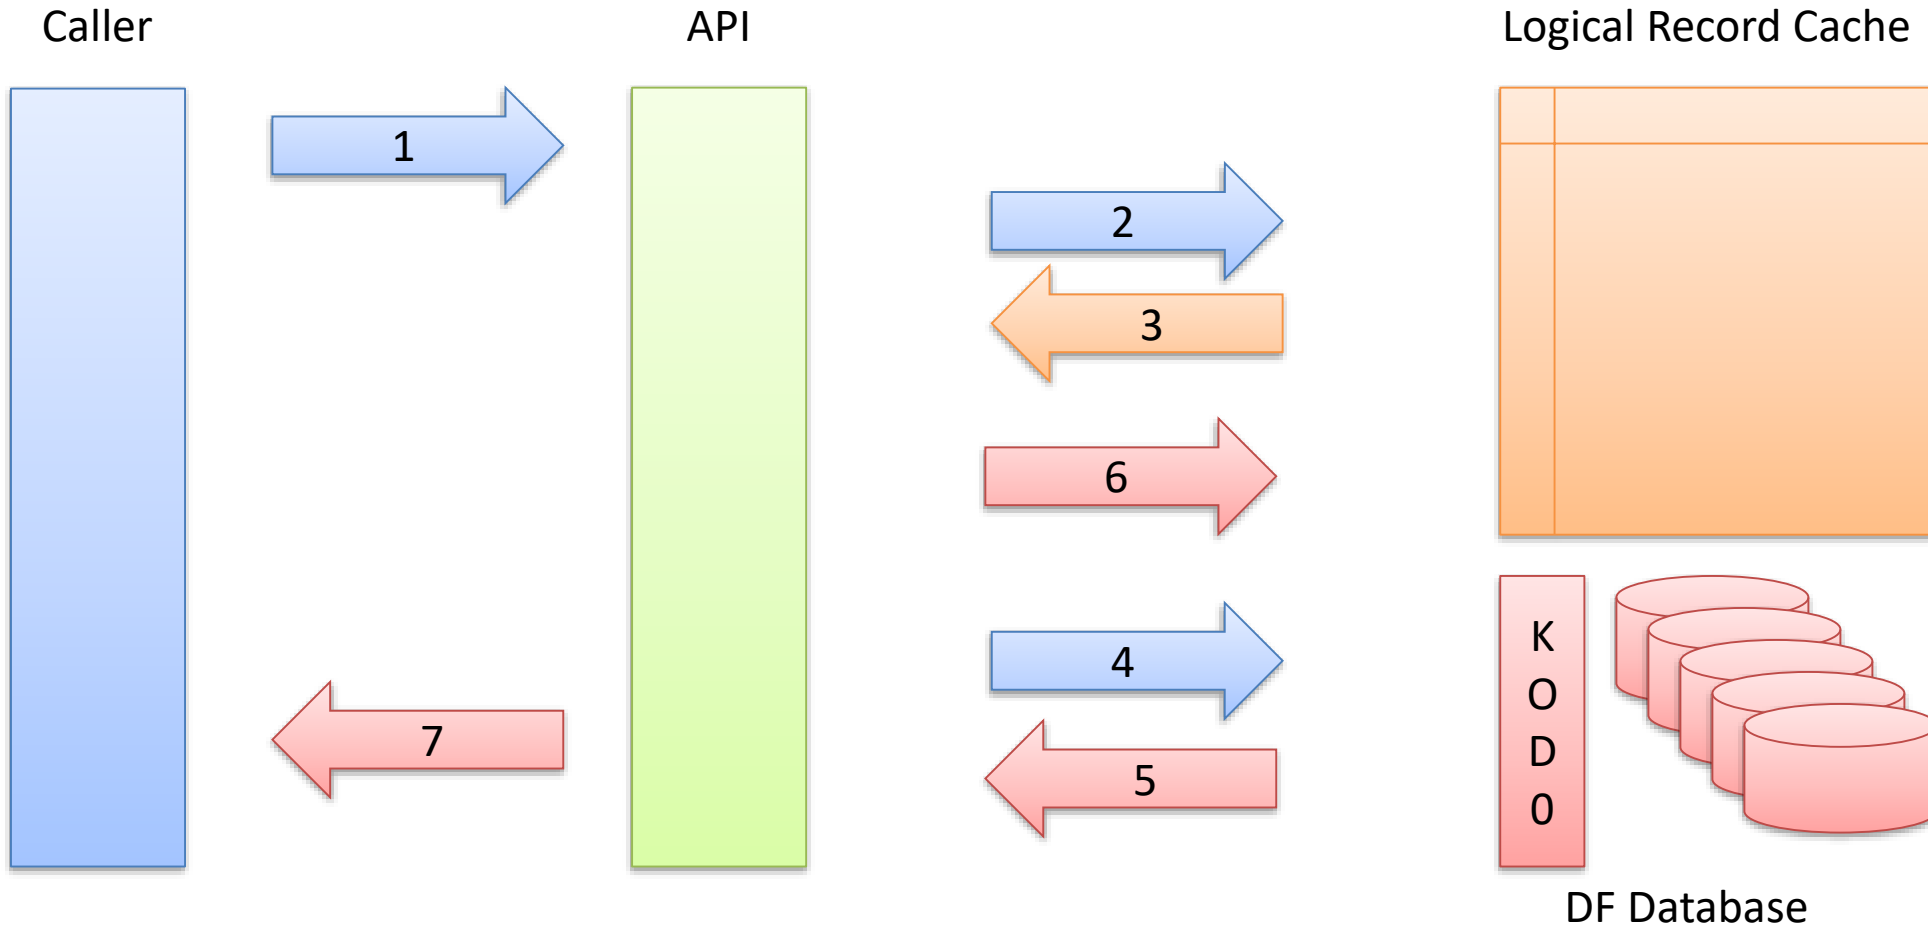 Caller
API
Logical Record Cache
1
2
3
6
4
7
5
K
O
D
0
DF Database